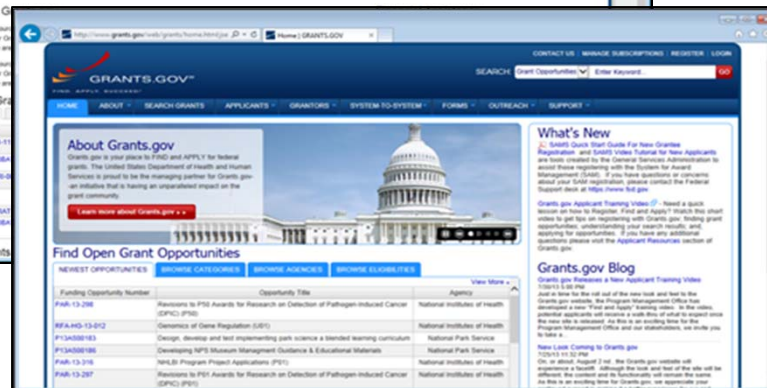 http://www.grants.gov/web/grants/home.html
Home | GRANTS.GOV
CONTACT US | MANAGE SUBSCRIPTIONS | REGISTER | LOGIN
GRANTS.GOV℠
FIND. APPLY. SUCCEED.
SEARCH: Grant Opportunities Enter Keyword... GO
HOME ABOUT SEARCH GRANTS APPLICANTS GRANTORS SYSTEM-TO-SYSTEM FORMS OUTREACH SUPPORT
About Grants.gov
Grants.gov is your place to FIND and APPLY for federal
grants. The United States Department of Health and Human
Services is proud to be the managing partner for Grants.gov-
-an initiative that is having an unparalleled impact on the
grant community.
Learn more about Grants.gov
Find Open Grant Opportunities
NEWEST OPPORTUNITIES BROWSE CATEGORIES BROWSE AGENCIES BROWSE ELIGIBILITIES
View More
Funding Opportunity Number Opportunity Title Agency
PAR-13-298 Revisions to P50 Awards for Research on Detection of Pathogen-Induced Cancer National Institutes of Health
(DPIC) (P50)
RFA-HG-13-012 Genomics of Gene Regulation (U01) National Institutes of Health
P13AS00183 Design, develop and test implementing park science a blended learning curriculum National Park Service
P13AS00186 Developing NPS Museum Managment Guidance & Educational Materials National Park Service
PAR-13-316 NHLBI Program Project Applications (P01) National Institutes of Health
PAR-13-297 Revisions to P01 Awards for Research on Detection of Pathogen-Induced Cancer National Institutes of Health
(DPIC) (P01)
What's New
SAMS Quick Start Guide For New Grantee
Registration and SAMS Video Tutorial for New Applicants
are tools created by the General Services Administration to
assist those registering with the System for Award
Management (SAM). If you have any questions or concerns
about your SAM registration, please contact the Federal
Support desk at https://www.fsd.gov
Grants.gov Applicant Training Video - Need a quick
lesson on how to Register, Find and Apply? Watch this short
video to get tips on registering with Grants.gov; finding grant
opportunities; understanding your search results; and,
applying for opportunities. If you have any additional
questions please visit the Applicant Resources section of
Grants.gov.
Grants.gov Blog
Grants.gov Releases a New Applicant Training Video
7/30/13 5:00 PM
Just in time for the roll out of the new look and feel to the
Grants.gov website, the Program Management Office has
developed a new "Find and Apply" training video. In the video,
potential applicants will receive a walk thru of what to expect once
the new site is released. As this is an exciting time for the
Program Management Office and our stakeholders, we invite you
to take a...
New Look Coming to Grants.gov
On, or about, August 2 nd, the Grants.gov website will
experience a facelift. Although the look and feel of the site will be
different, the content and its functionality will remain the same.
As this is an exciting time for Grants.gov, we appreciate your